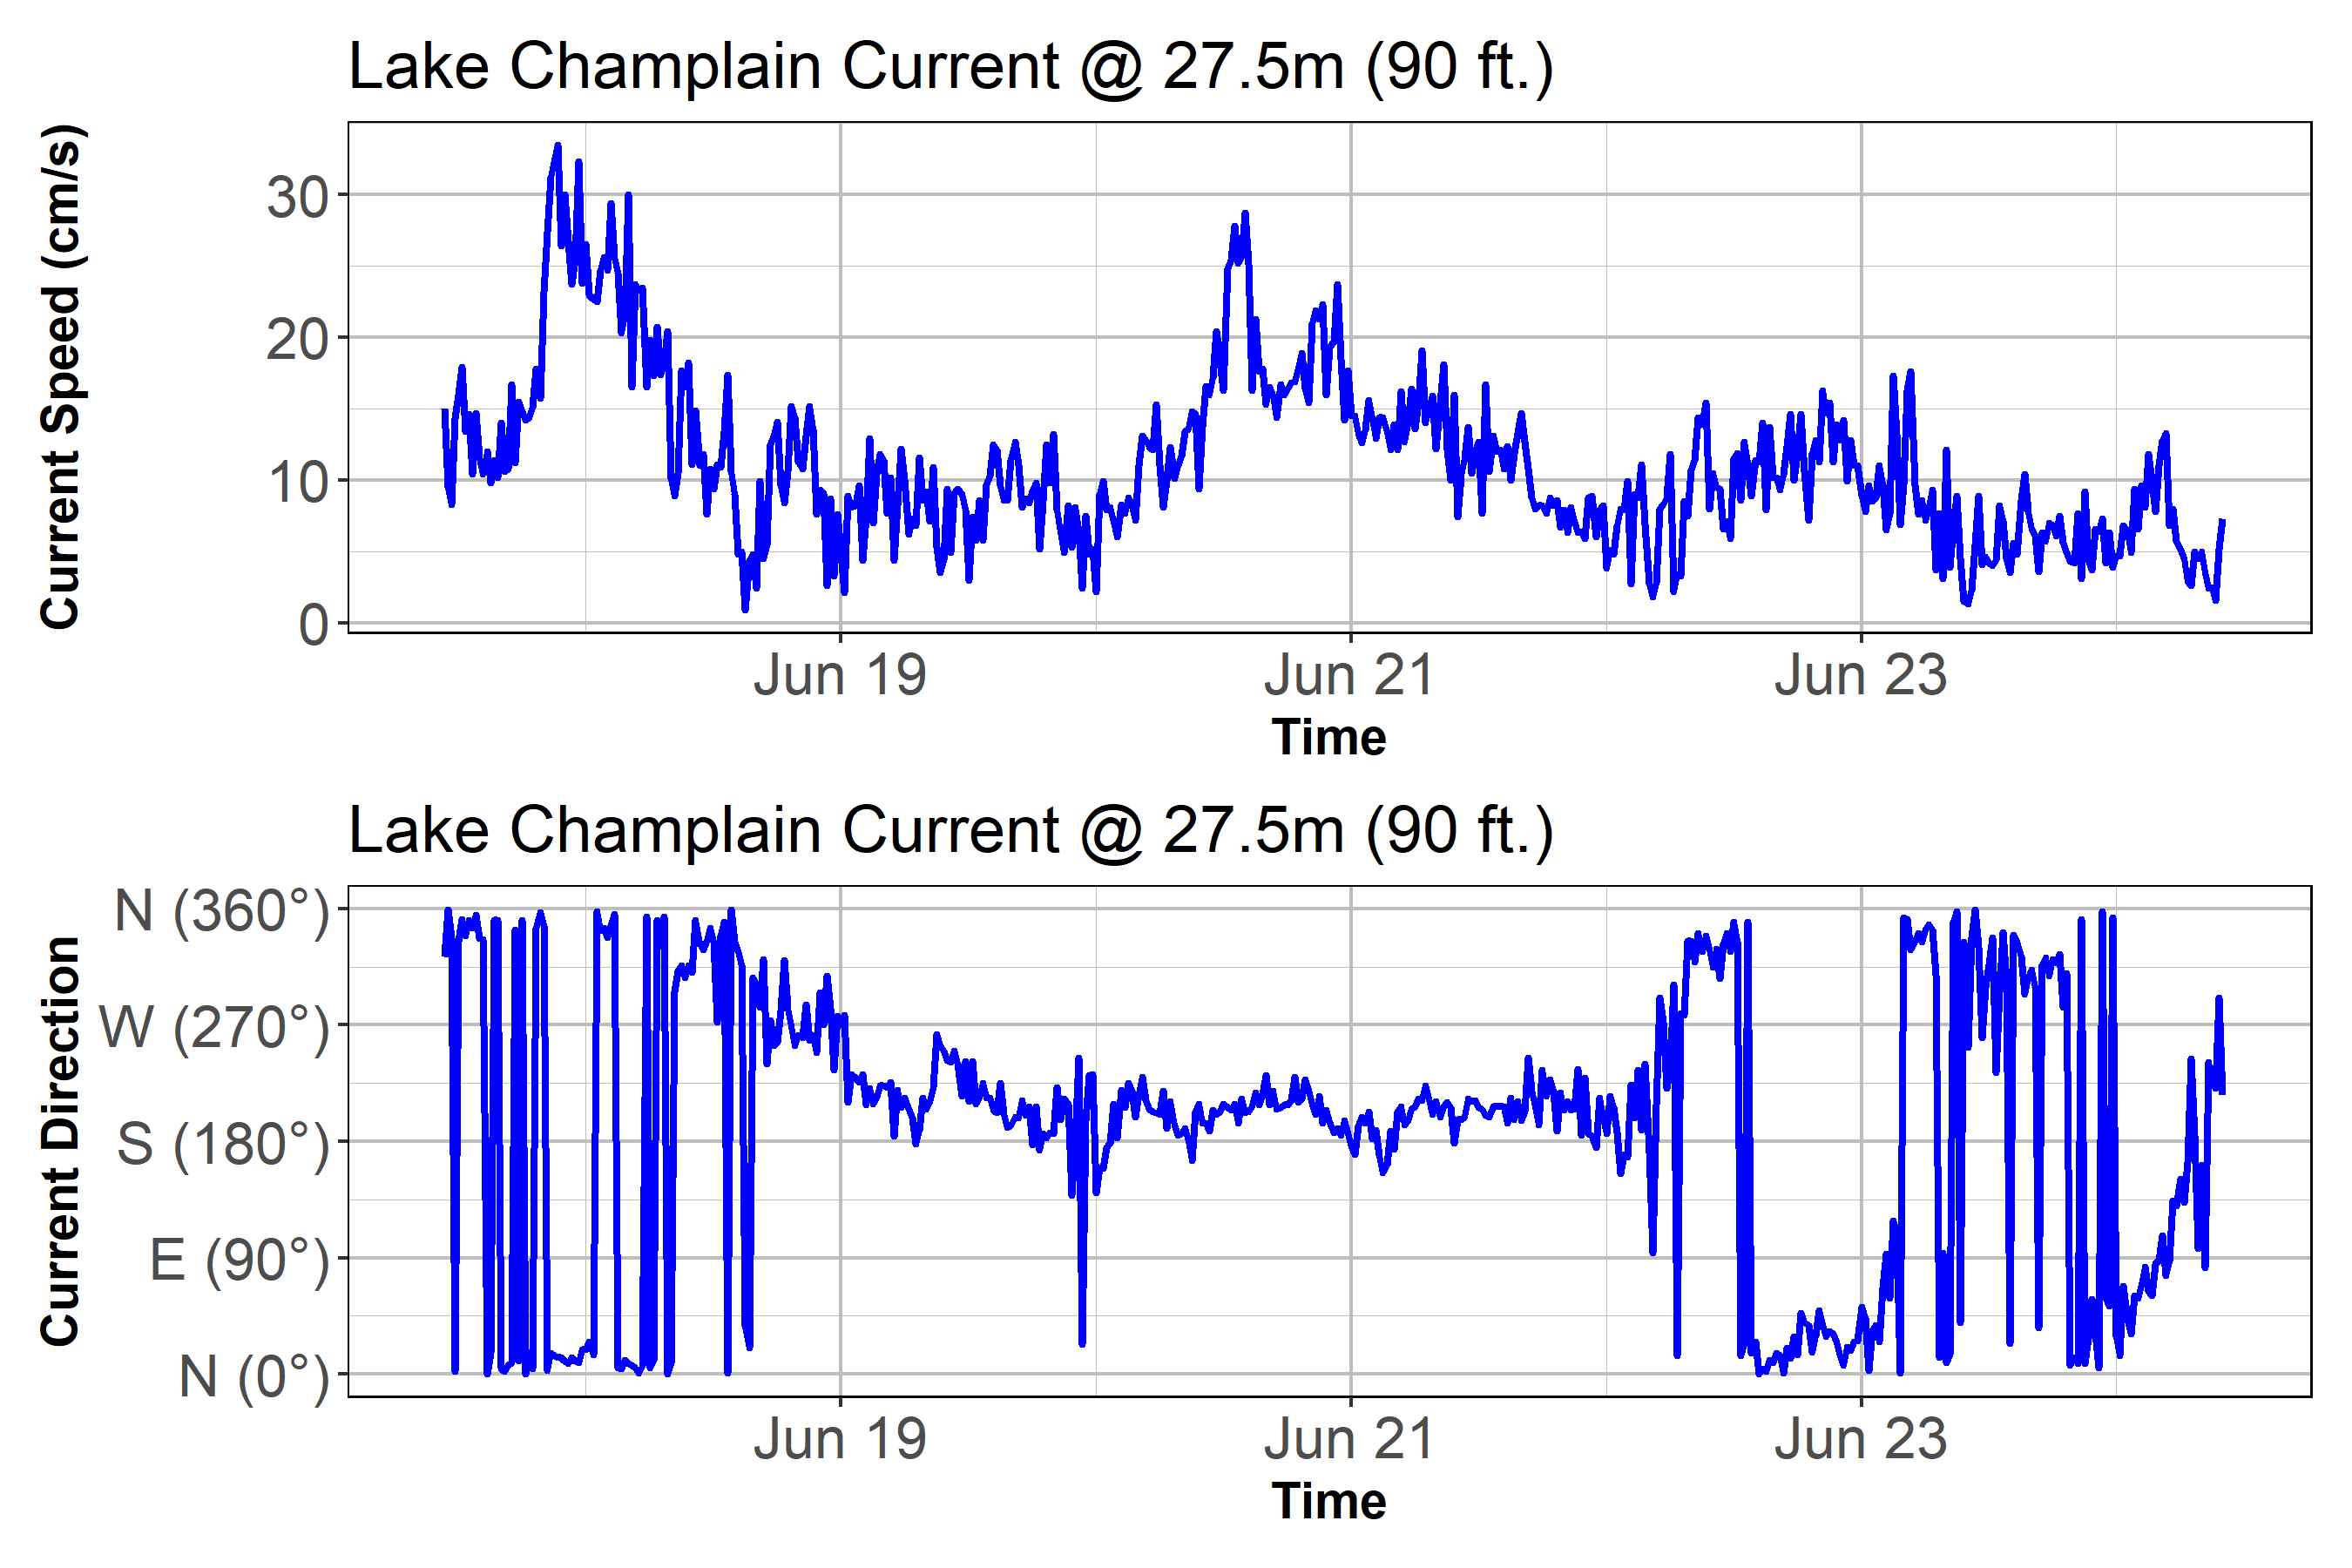 Lake Champlain Current @ 27.5m (90 ft.)
Current Speed (cm/s)
30
20
10
0
Jun 19 Jun 21 Jun 23
Time
Lake Champlain Current @ 27.5m (90 ft.)
Current Direction
N (360°)
W (270°)
S (180°)
E (90°)
N (0°)
Jun 19 Jun 21 Jun 23
Time